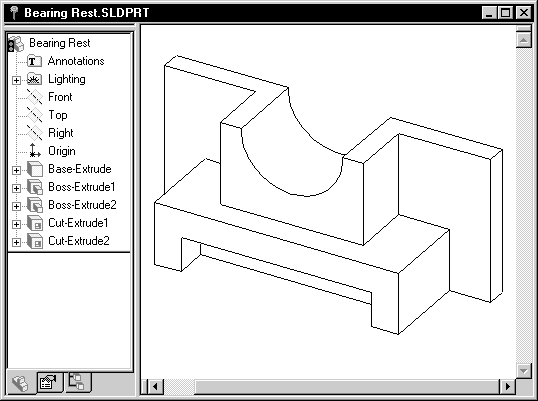 Bearing Rest.SLDPRT
Bearing Rest
Annotations
Lighting
Front
Top
Right
Origin
Base-Extrude
Boss-Extrude1
Boss-Extrude2
Cut-Extrude1
Cut-Extrude2